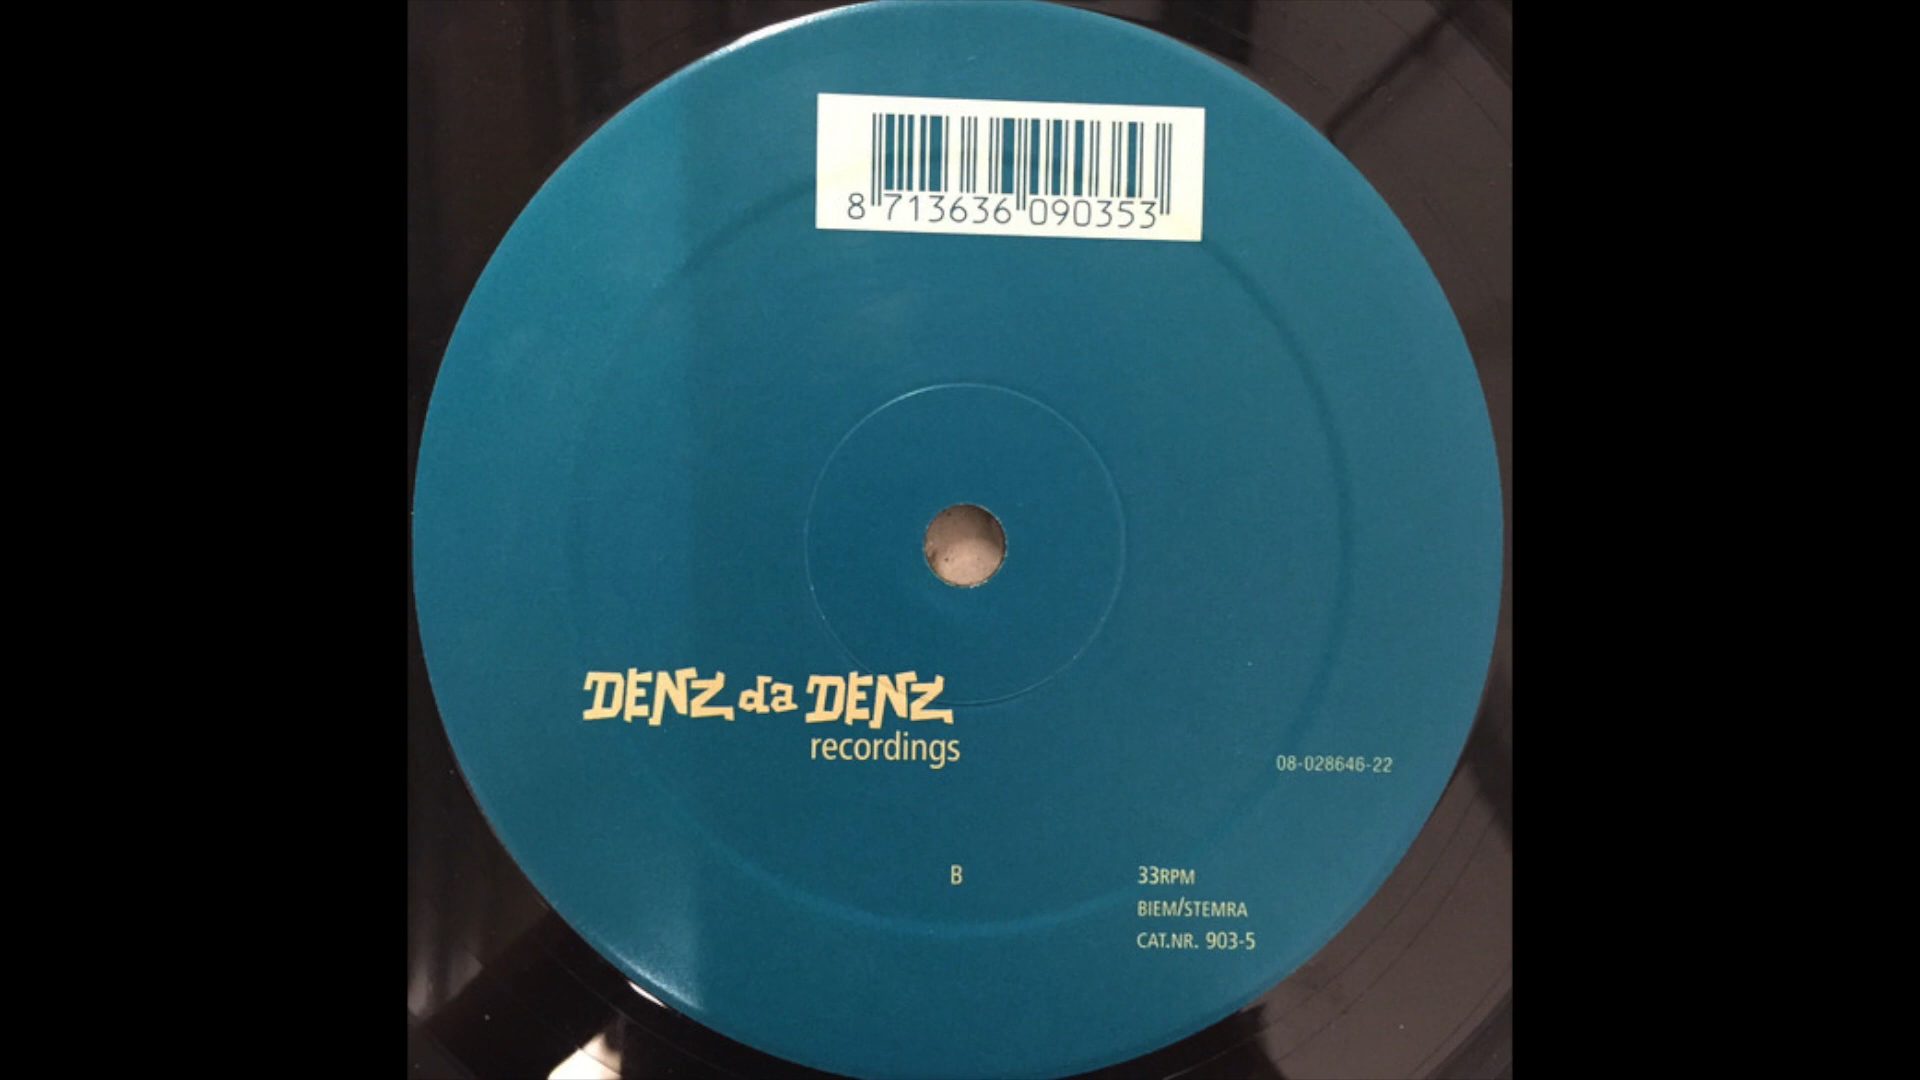 8 713636 090353
DENZ da DENZ
recordings
08-028646-22
B
33RPM
BIEM/STEMRA
CAT.NR. 903-5